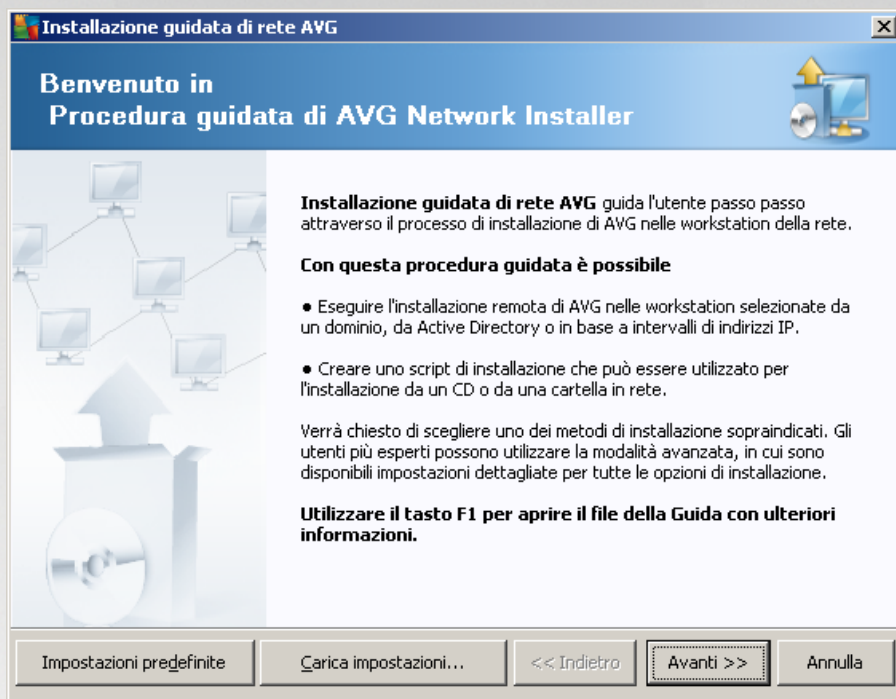 Installazione guidata di rete AVG
Benvenuto in
Procedura guidata di AVG Network Installer
Installazione guidata di rete AVG guida l'utente passo passo
attraverso il processo di installazione di AVG nelle workstation della rete.
Con questa procedura guidata è possibile
● Eseguire l'installazione remota di AVG nelle workstation selezionate da
un dominio, da Active Directory o in base a intervalli di indirizzi IP.
● Creare uno script di installazione che può essere utilizzato per
l'installazione da un CD o da una cartella in rete.
Verrà chiesto di scegliere uno dei metodi di installazione sopraindicati. Gli
utenti più esperti possono utilizzare la modalità avanzata, in cui sono
disponibili impostazioni dettagliate per tutte le opzioni di installazione.
Utilizzare il tasto F1 per aprire il file della Guida con ulteriori
informazioni.
Impostazioni predefinite
Carica impostazioni...
<< Indietro
Avanti >>
Annulla